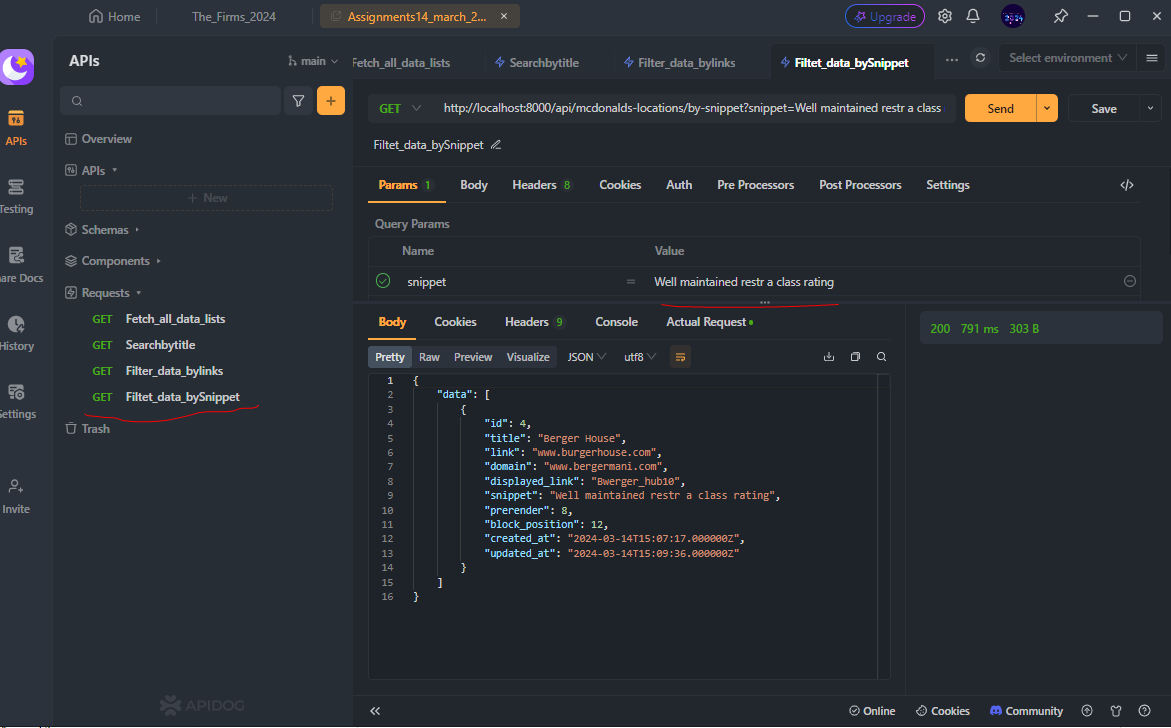 Home
The_Firms_2024
Assignments14_march_2...
Upgrade
APIs
main
Fetch_all_data_lists
Searchbytitle
Filter_data_bylinks
Filtet_data_bySnippet
Select environment
GET
http://localhost:8000/api/mcdonalds-locations/by-snippet?snippet=Well maintained restr a class
Send
Save
Filtet_data_bySnippet
Params 1
Body
Headers 8
Cookies
Auth
Pre Processors
Post Processors
Settings
Query Params
Name
Value
snippet
=
Well maintained restr a class rating
APIs
Testing
are Docs
History
Settings
Invite
Overview
APIs
+ New
Schemas
Components
Requests
GET Fetch_all_data_lists
GET Searchbytitle
GET Filter_data_bylinks
GET Filtet_data_bySnippet
Trash
APIDOG
Body
Cookies
Headers 9
Console
Actual Request
200 791 ms 303 B
Pretty
Raw
Preview
Visualize
JSON
utf8
1 {
2 "data": [
3 {
4 "id": 4,
5 "title": "Berger House",
6 "link": "www.burgerhouse.com",
7 "domain": "www.bergermani.com",
8 "displayed_link": "Bwerger_hub10",
9 "snippet": "Well maintained restr a class rating",
10 "prerender": 8,
11 "block_position": 12,
12 "created_at": "2024-03-14T15:07:17.000000Z",
13 "updated_at": "2024-03-14T15:09:36.000000Z"
14 }
15 ]
16 }
Online
Cookies
Community